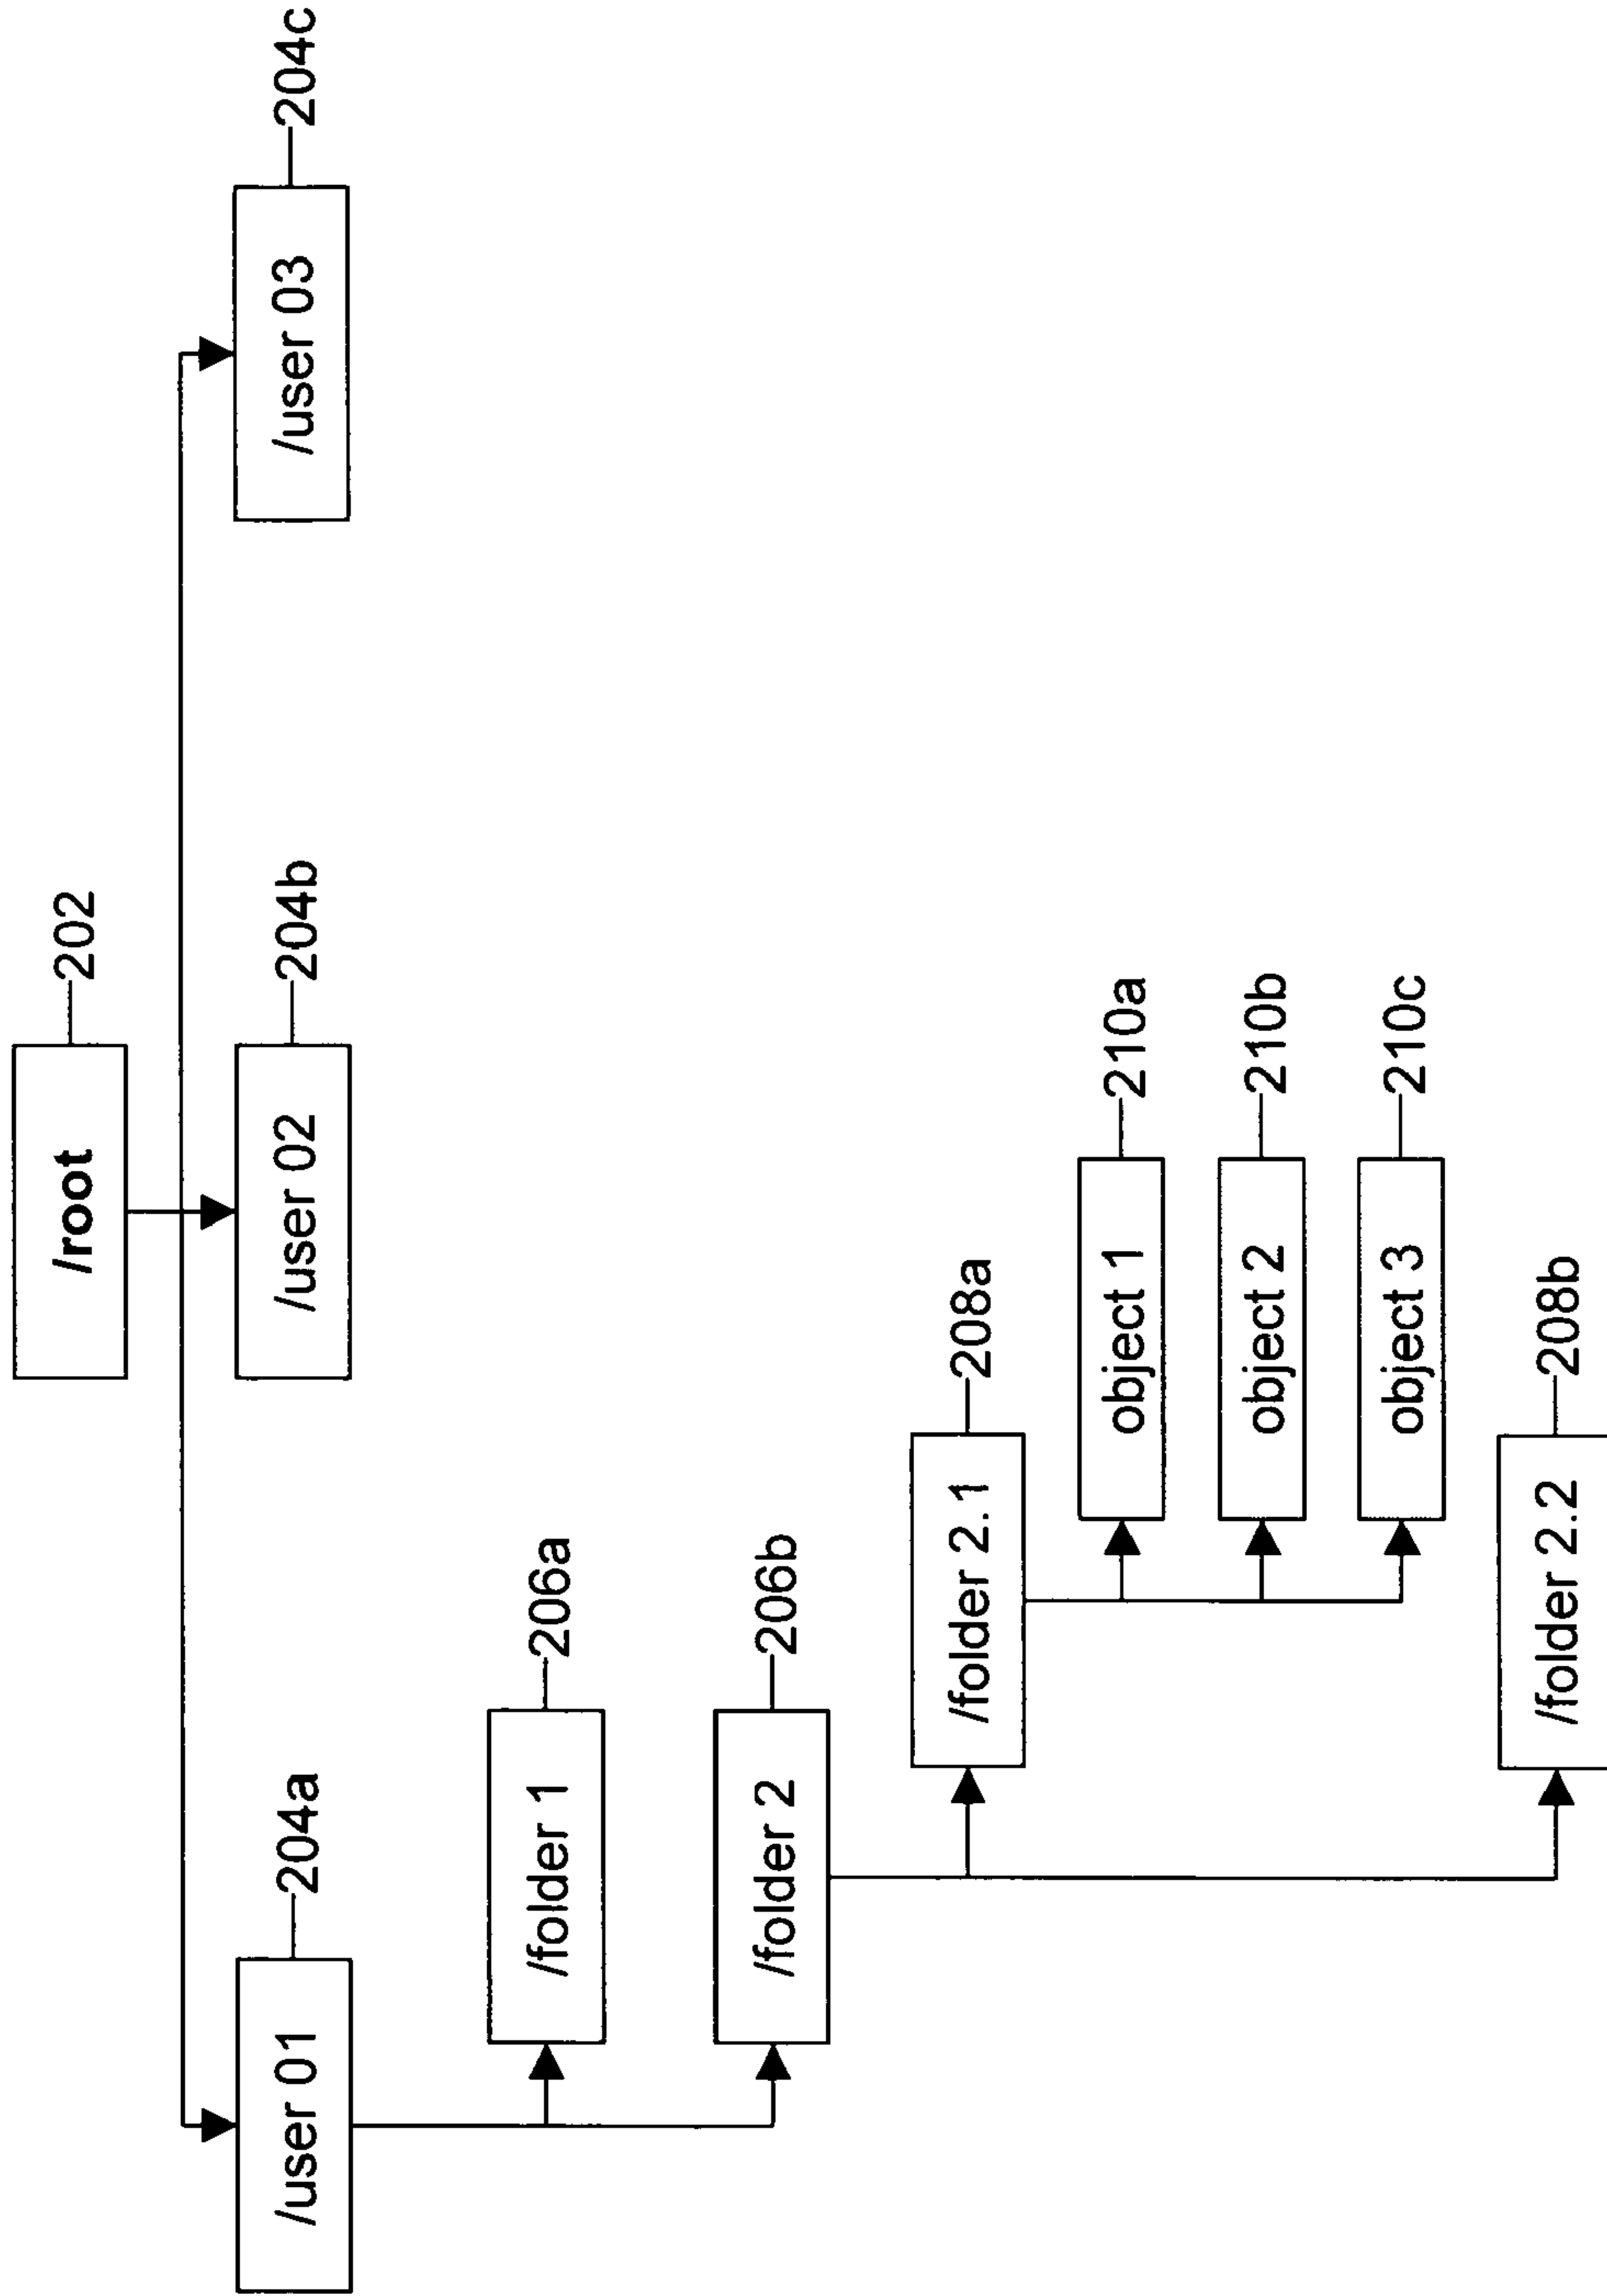 /root
202
/user 01
204a
/user 02
204b
/user 03
204c
/folder 1
206a
/folder 2
206b
/folder 2.1
208a
object 1
210a
object 2
210b
object 3
210c
/folder 2.2
208b